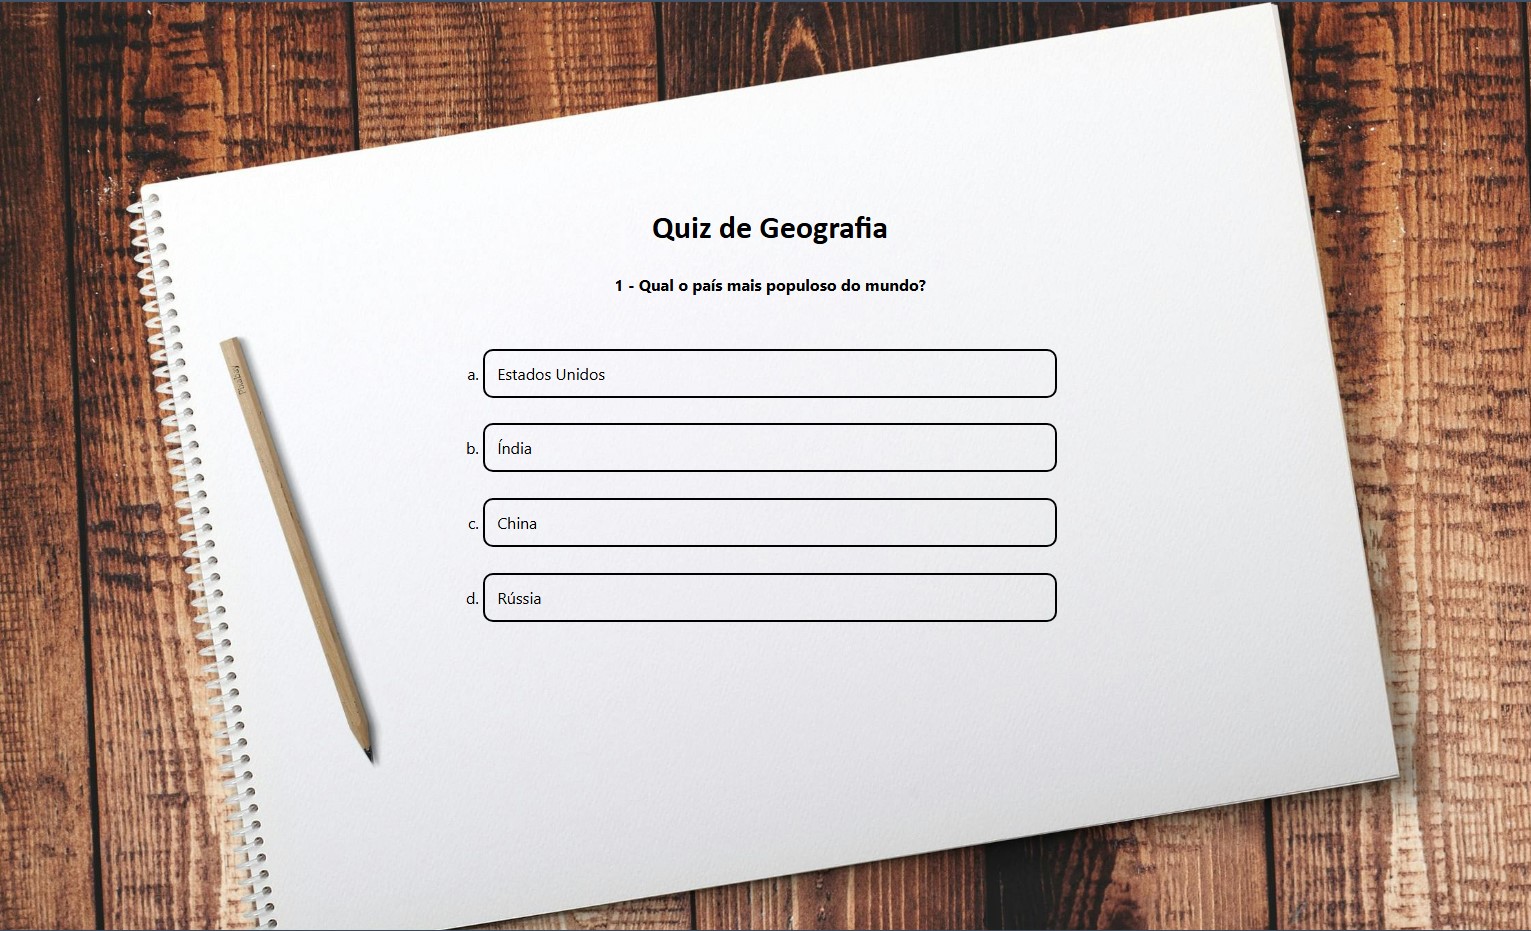 Quiz de Geografia
1 - Qual o país mais populoso do mundo?
a. Estados Unidos
b. Índia
c. China
d. Rússia